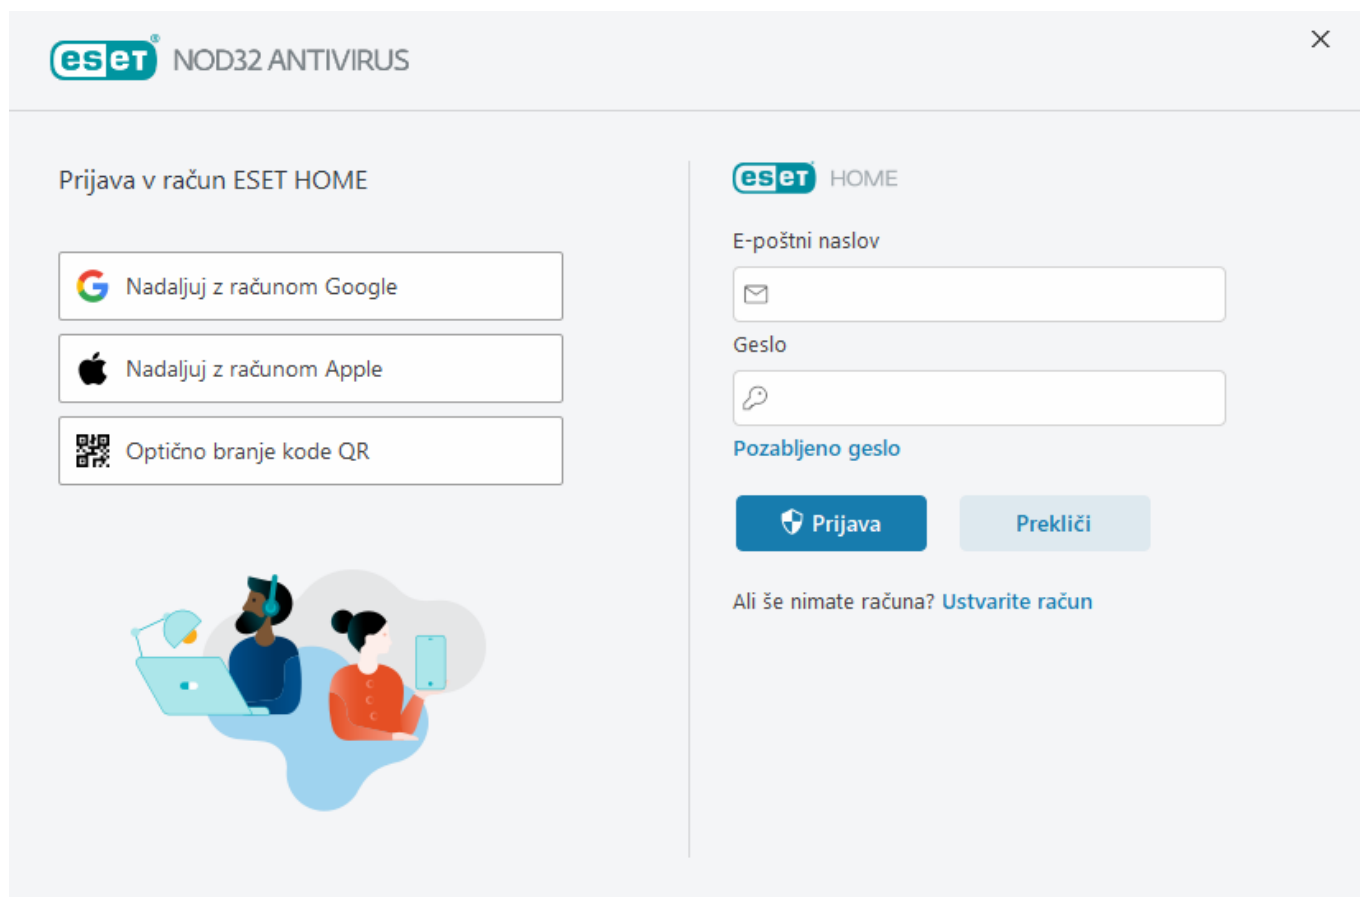 eset® NOD32 ANTIVIRUS
Prijava v račun ESET HOME
Nadaljuj z računom Google
Nadaljuj z računom Apple
Optično branje kode QR
eset HOME
E-poštni naslov
Geslo
Pozabljeno geslo
Prijava
Prekliči
Ali še nimate računa? Ustvarite račun